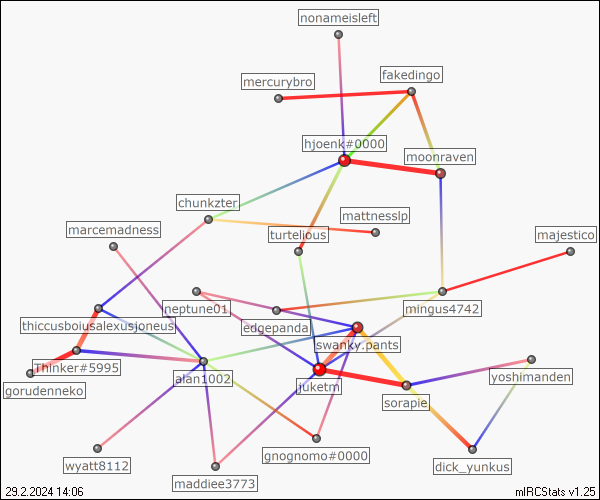 nonameisleft
fakedingo
mercurybro
hjoenk#0000
moonraven
chunkzter
mattnesslp
marcemadness
turtelious
majestico
neptune01
mingus4742
thiccusboiusalexusjoneus
edgepanda
swanky.pants
Thinker#5995
alan1002
yoshimanden
gorudenneko
juketm
sorapie
gnognomo#0000
wyatt8112
dick_yunkus
maddiee3773
29.2.2024 14:06
mIRCStats v1.25